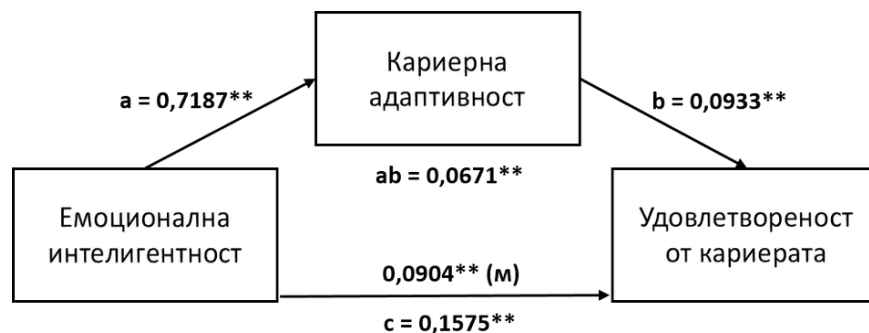 Кариерна
адаптивност
a = 0,7187**
b = 0,0933**
ab = 0,0671**
Емоционална
интелигентност
Удовлетвореност
от кариерата
0,0904** (м)
c = 0,1575**